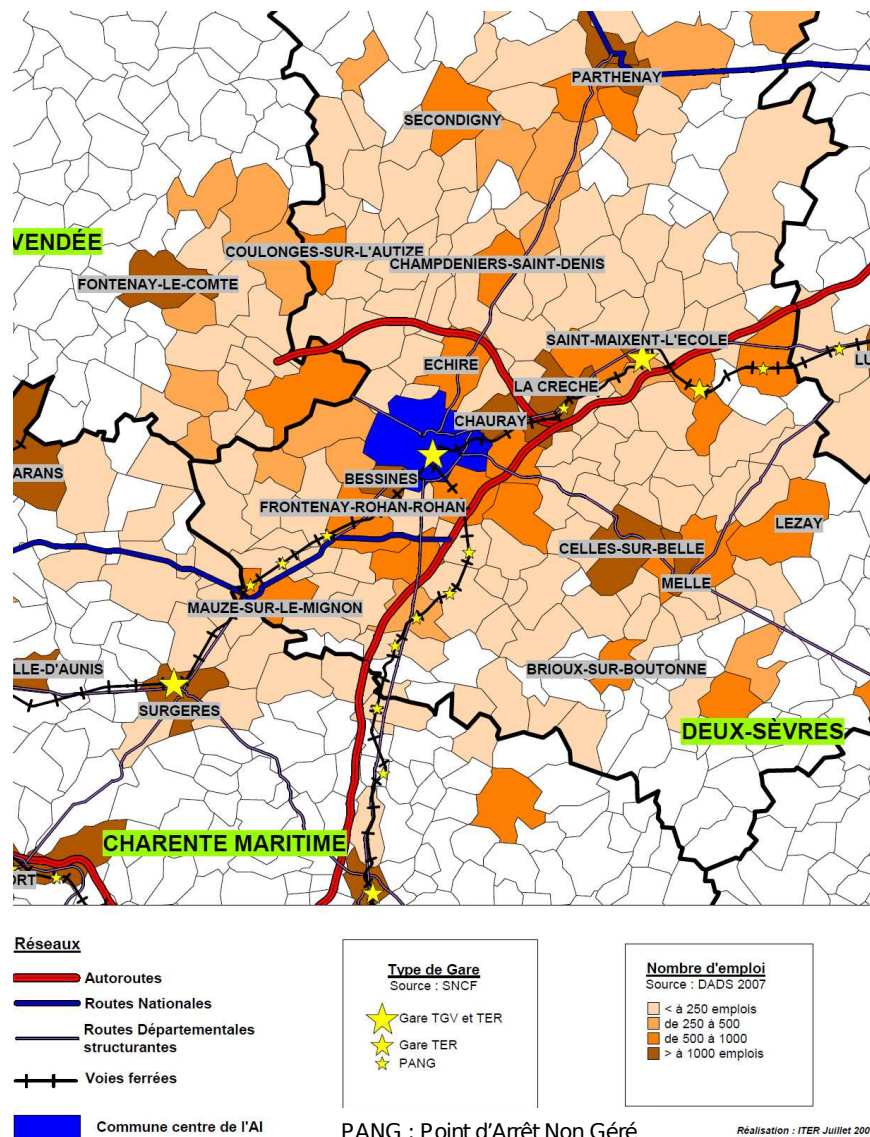 PARTHENAY
SECONDIGNY
VENDÉE
COULONGES-SUR-L'AUTIZE
CHAMPDENIERS-SAINT-DENIS
FONTENAY-LE-COMTE
SAINT-MAIXENT-L'ECOLE
ECHIRE
LU
LA CRECHE
CHAURAY
ARANS
BESSINES
FRONTENAY-ROHAN-ROHAN
LEZAY
CELLES-SUR-BELLE
MELLE
MAUZE-SUR-LE-MIGNON
LLE-D'AUNIS
BRIOUX-SUR-BOUTONNE
SURGERES
DEUX-SÈVRES
CHARENTE MARITIME
ORT
Réseaux
Autoroutes
Routes Nationales
Routes Départementales
structurantes
Voies ferrées
Commune centre de l'AI
Type de Gare
Source : SNCF
Gare TGV et TER
Gare TER
PANG
Nombre d'emploi
Source : DADS 2007
< à 250 emplois
de 250 à 500
de 500 à 1000
> à 1000 emplois
PANG : Point d'Arrêt Non Géré
Réalisation : ITER Juillet 200